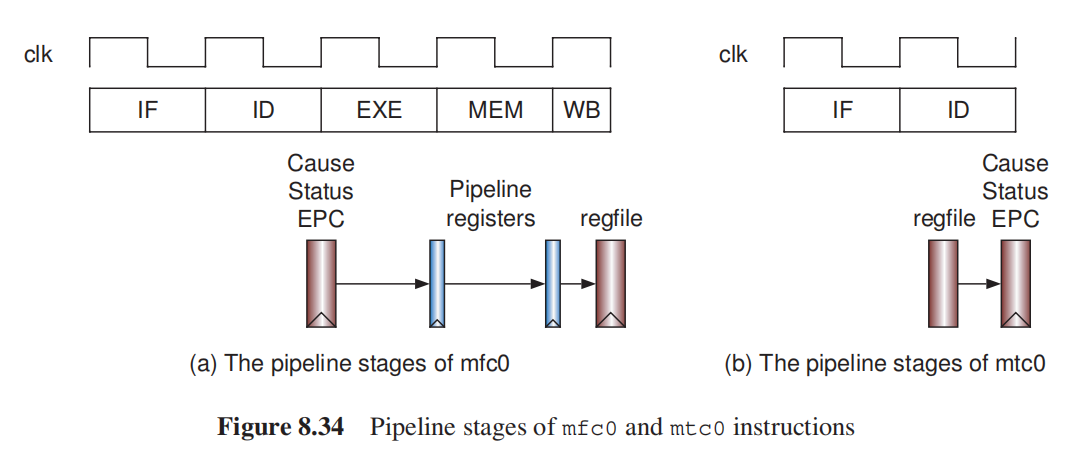 clk
IF ID EXE MEM WB
Cause
Status
EPC
Pipeline
registers
regfile
(a) The pipeline stages of mfc0
clk
IF ID
Cause
Status
EPC
regfile
(b) The pipeline stages of mtc0
Figure 8.34 Pipeline stages of mfc0 and mtc0 instructions